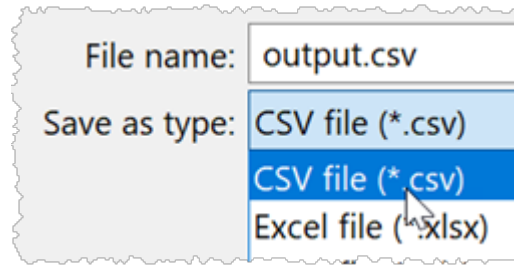 File name: output.csv
Save as type: CSV file (*.csv)
CSV file (*.csv)
Excel file (*.xlsx)